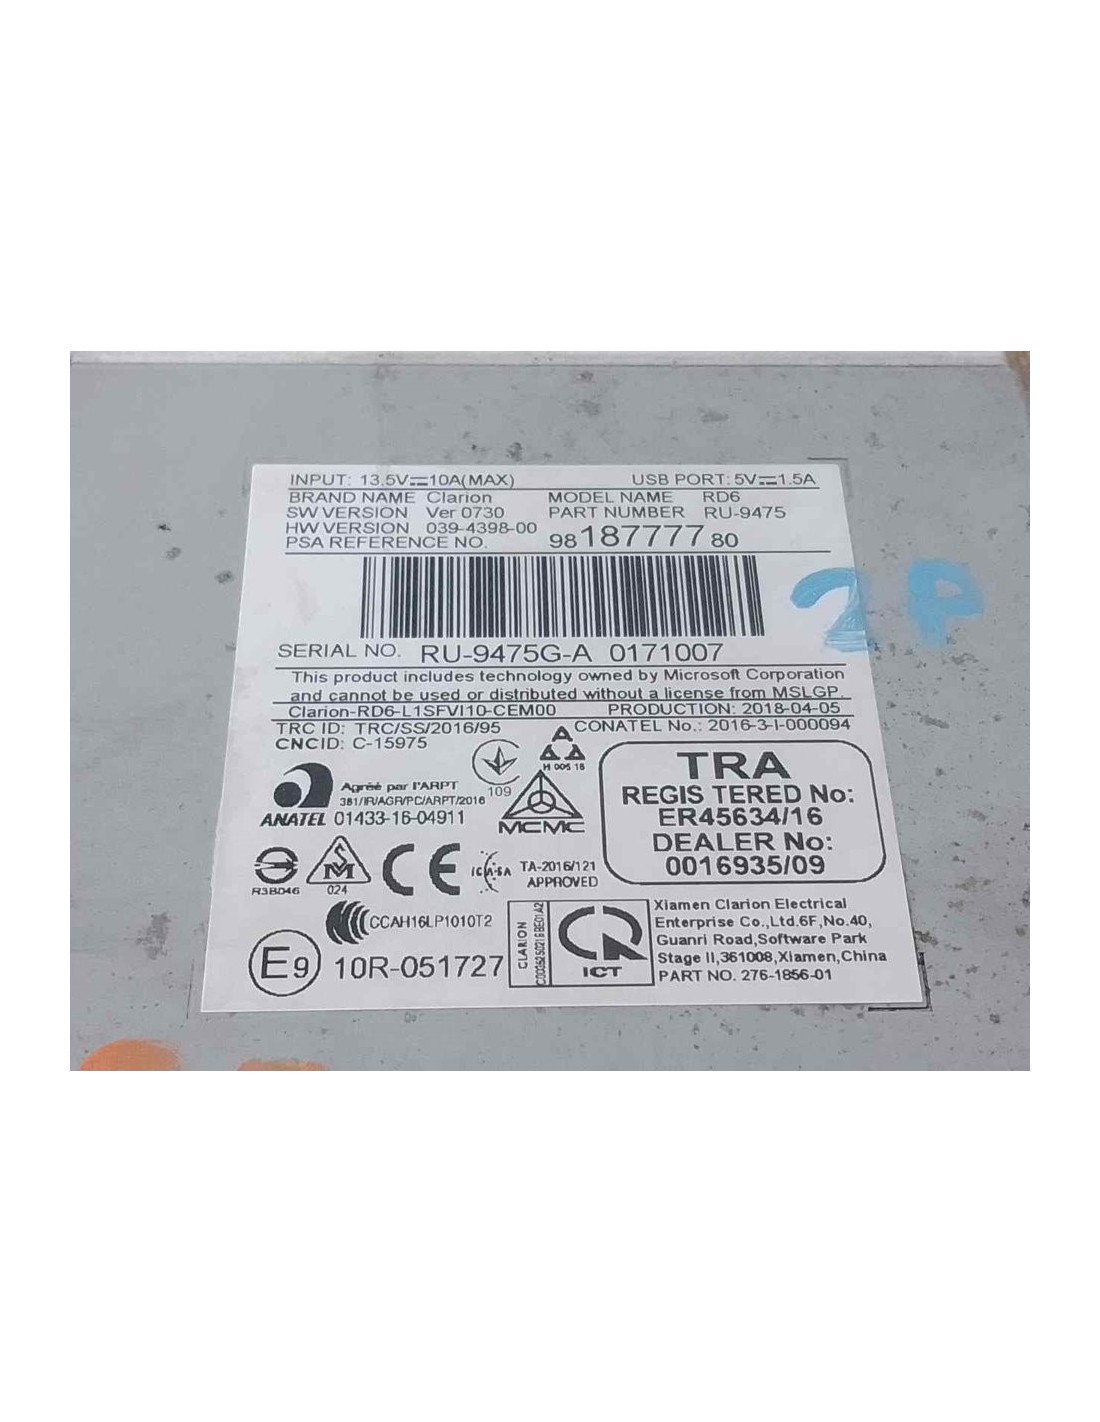 INPUT: 13.5V⎓10A(MAX) USB PORT: 5V⎓1.5A
BRAND NAME Clarion MODEL NAME RD6
SW VERSION Ver 0730 PART NUMBER RU-9475
HW VERSION 039-4398-00
PSA REFERENCE NO. 98 187777 80
2P
SERIAL NO. RU-9475G-A 0171007
This product includes technology owned by Microsoft Corporation
and cannot be used or distributed without a license from MSLGP.
Clarion-RD6-L1SFVI10-CEM00 PRODUCTION: 2018-04-05
TRC ID: TRC/SS/2016/95 CONATEL No.: 2016-3-I-000094
CNCID: C-15975
H 005 18
109
Agréé par l'ARPT
381/IR/AGR/PC/ARPT/2016
ANATEL 01433-16-04911
MCMC
TRA
REGIS TERED No:
ER45634/16
DEALER No:
0016935/09
R3B046
SM
024
CE
ICASA
TA-2016/121
APPROVED
CCAH16LP1010T2
E9 10R-051727
CLARION
ICT
Xiamen Clarion Electrical
Enterprise Co.,Ltd.6F,No.40,
Guanri Road,Software Park
Stage II,361008,Xiamen,China
PART NO. 276-1856-01